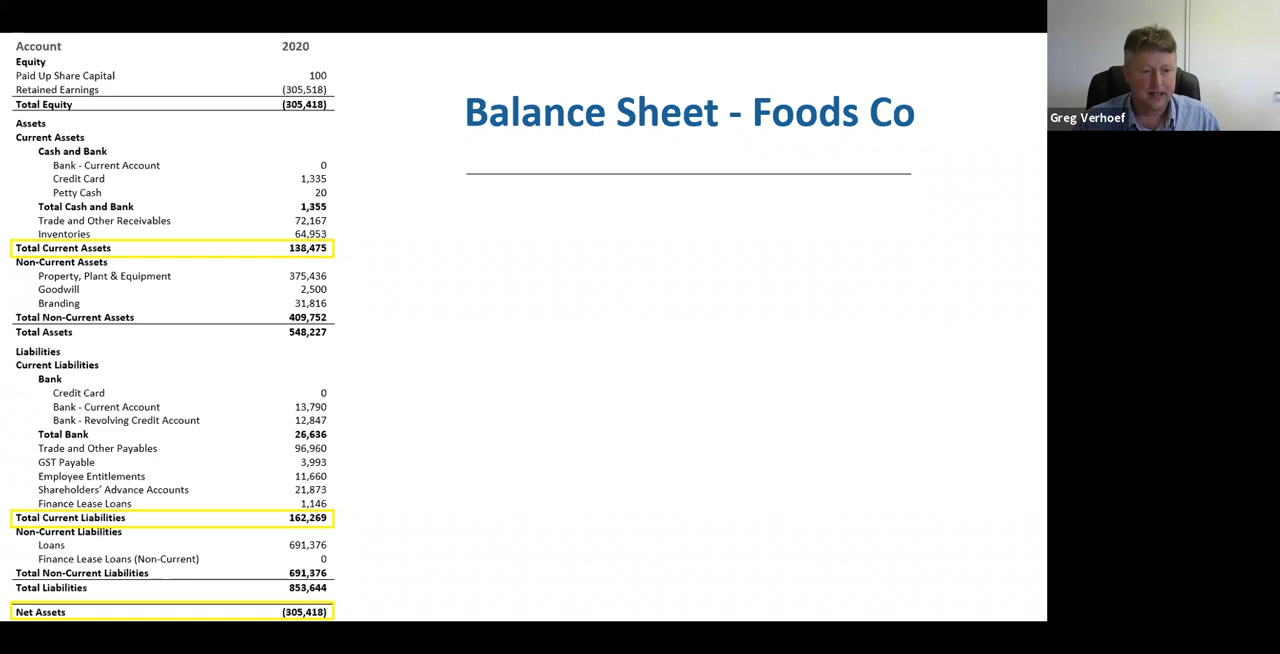 Account 2020
Equity
Paid Up Share Capital 100
Retained Earnings (305,518)
Total Equity (305,418)
Assets
Current Assets
Cash and Bank
Bank - Current Account 0
Credit Card 1,335
Petty Cash 20
Total Cash and Bank 1,355
Trade and Other Receivables 72,167
Inventories 64,953
Total Current Assets 138,475
Non-Current Assets
Property, Plant & Equipment 375,436
Goodwill 2,500
Branding 31,816
Total Non-Current Assets 409,752
Total Assets 548,227
Liabilities
Current Liabilities
Bank
Credit Card 0
Bank - Current Account 13,790
Bank - Revolving Credit Account 12,847
Total Bank 26,636
Trade and Other Payables 96,960
GST Payable 3,993
Employee Entitlements 11,660
Shareholders' Advance Accounts 21,873
Finance Lease Loans 1,146
Total Current Liabilities 162,269
Non-Current Liabilities
Loans 691,376
Finance Lease Loans (Non-Current) 0
Total Non-Current Liabilities 691,376
Total Liabilities 853,644
Net Assets (305,418)
Balance Sheet - Foods Co
Greg Verhoef